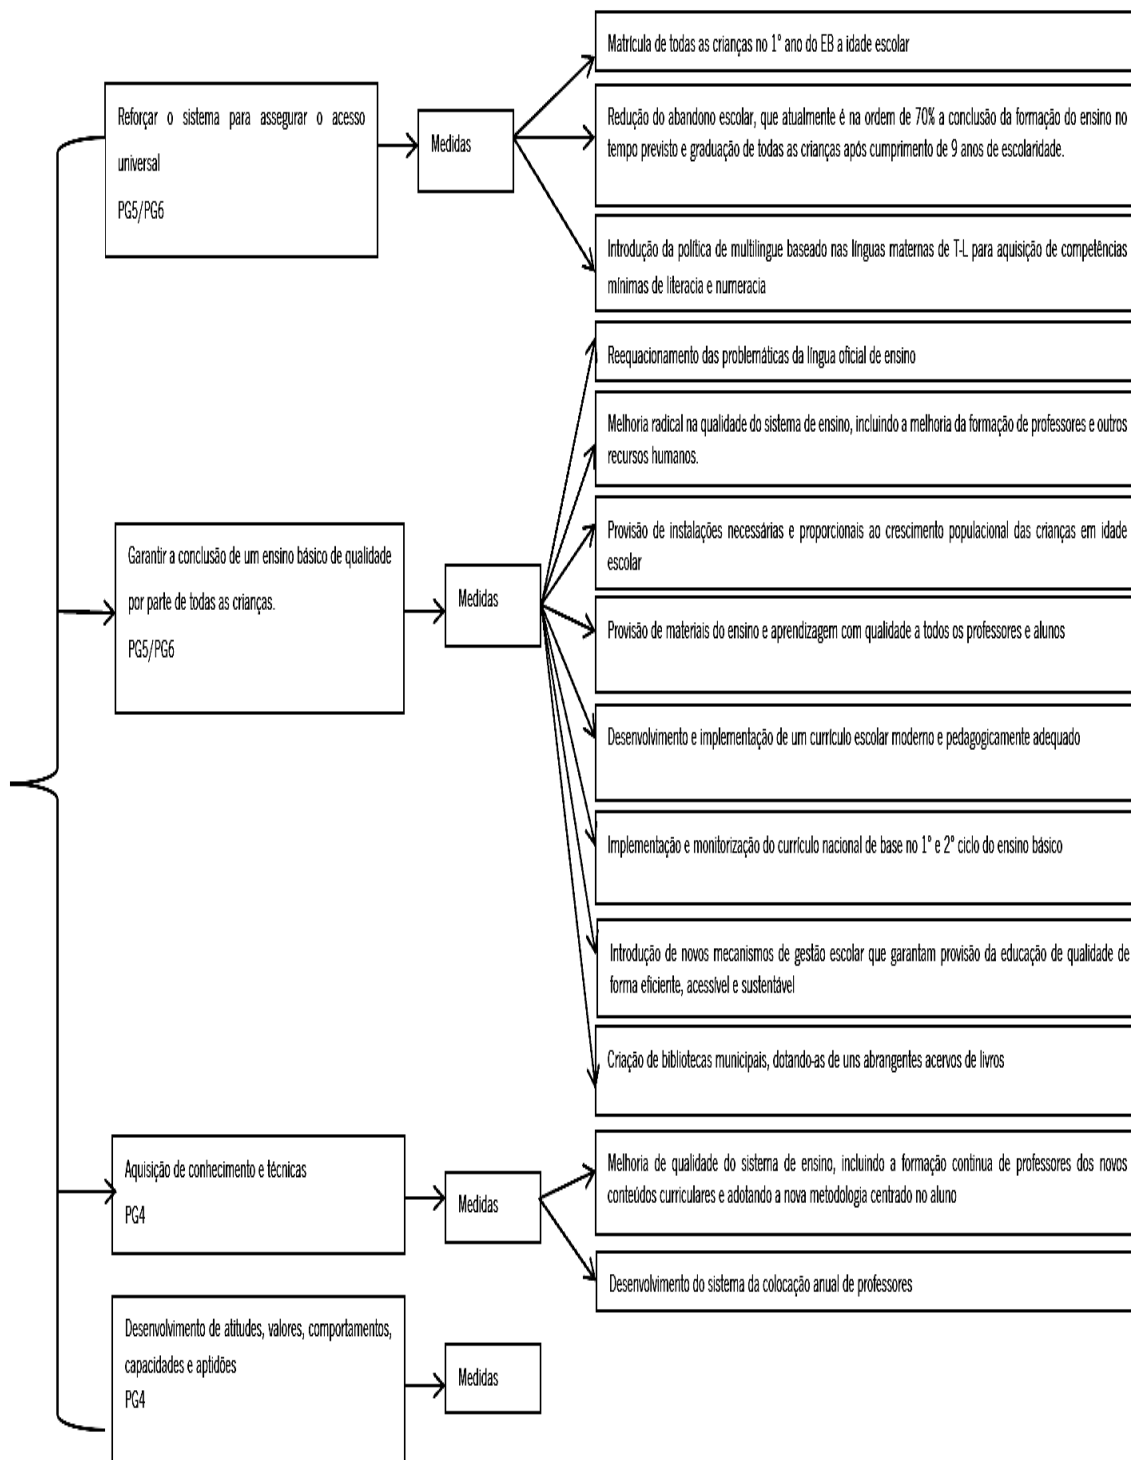 Reforçar o sistema para assegurar o acesso
universal
PG5/PG6
Medidas
Matrícula de todas as crianças no 1° ano do EB a idade escolar
Redução do abandono escolar, que atualmente é na ordem de 70% a conclusão da formação do ensino no
tempo previsto e graduação de todas as crianças após cumprimento de 9 anos de escolaridade.
Introdução da política de multilingue baseado nas línguas maternas de T-L para aquisição de competências
mínimas de literacia e numeracia
Garantir a conclusão de um ensino básico de qualidade
por parte de todas as crianças.
PG5/PG6
Medidas
Reequacionamento das problemáticas da língua oficial de ensino
Melhoria radical na qualidade do sistema de ensino, incluindo a melhoria da formação de professores e outros
recursos humanos.
Provisão de instalações necessárias e proporcionais ao crescimento populacional das crianças em idade
escolar
Provisão de materiais do ensino e aprendizagem com qualidade a todos os professores e alunos
Desenvolvimento e implementação de um currículo escolar moderno e pedagogicamente adequado
Implementação e monitorização do currículo nacional de base no 1° e 2° ciclo do ensino básico
Introdução de novos mecanismos de gestão escolar que garantam provisão da educação de qualidade de
forma eficiente, acessível e sustentável
Criação de bibliotecas municipais, dotando-as de uns abrangentes acervos de livros
Aquisição de conhecimento e técnicas
PG4
Medidas
Melhoria de qualidade do sistema de ensino, incluindo a formação continua de professores dos novos
conteúdos curriculares e adotando a nova metodologia centrado no aluno
Desenvolvimento do sistema da colocação anual de professores
Desenvolvimento de atitudes, valores, comportamentos,
capacidades e aptidões
PG4
Medidas